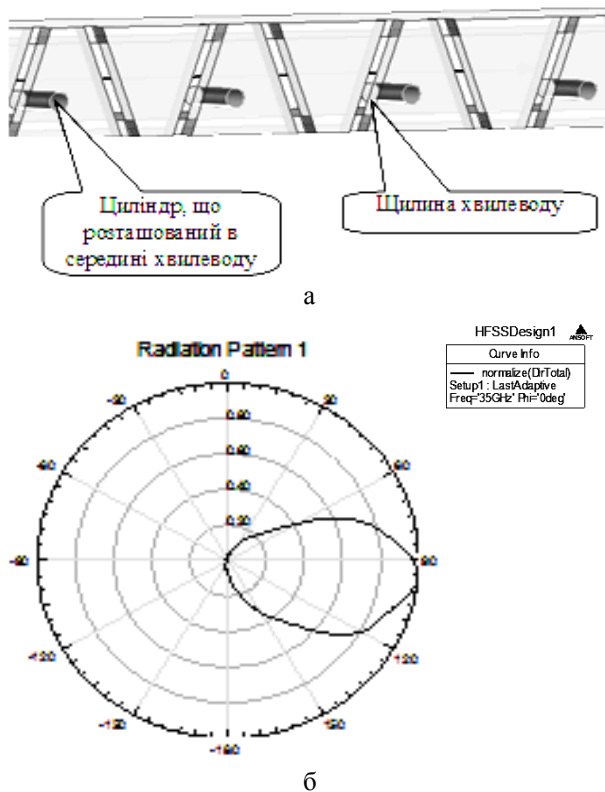 Циліндр, що
розташований в
середині хвилеводу
Щилина хвилеводу
а
HFSSDesign1
ANSOFT
Radiation Pattern 1
Curve Info
normalize(DirTotal)
Setup1 : LastAdaptive
Freq='35GHz' Phi='0deg'
0
-30
30
0.80
-60
0.60
60
0.40
0.20
-90
90
-120
120
-150
150
-180
б